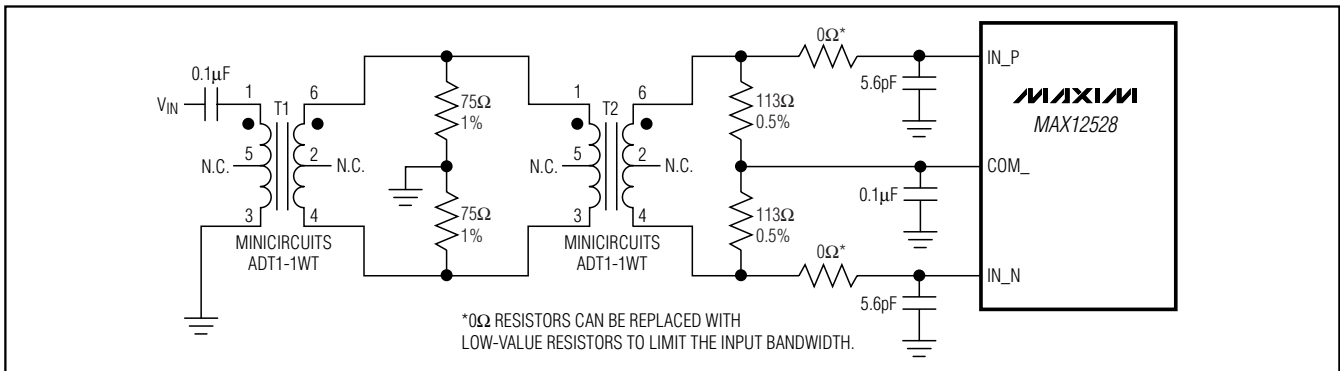 0.1μF
V_IN
1
6
T1
5
N.C.
2
N.C.
3
4
MINICIRCUITS
ADT1-1WT
75Ω
1%
75Ω
1%
1
6
T2
5
N.C.
2
N.C.
3
4
MINICIRCUITS
ADT1-1WT
0Ω*
113Ω
0.5%
113Ω
0.5%
0Ω*
5.6pF
0.1μF
5.6pF
IN_P
MAXIM
MAX12528
COM_
IN_N
*0Ω RESISTORS CAN BE REPLACED WITH
LOW-VALUE RESISTORS TO LIMIT THE INPUT BANDWIDTH.